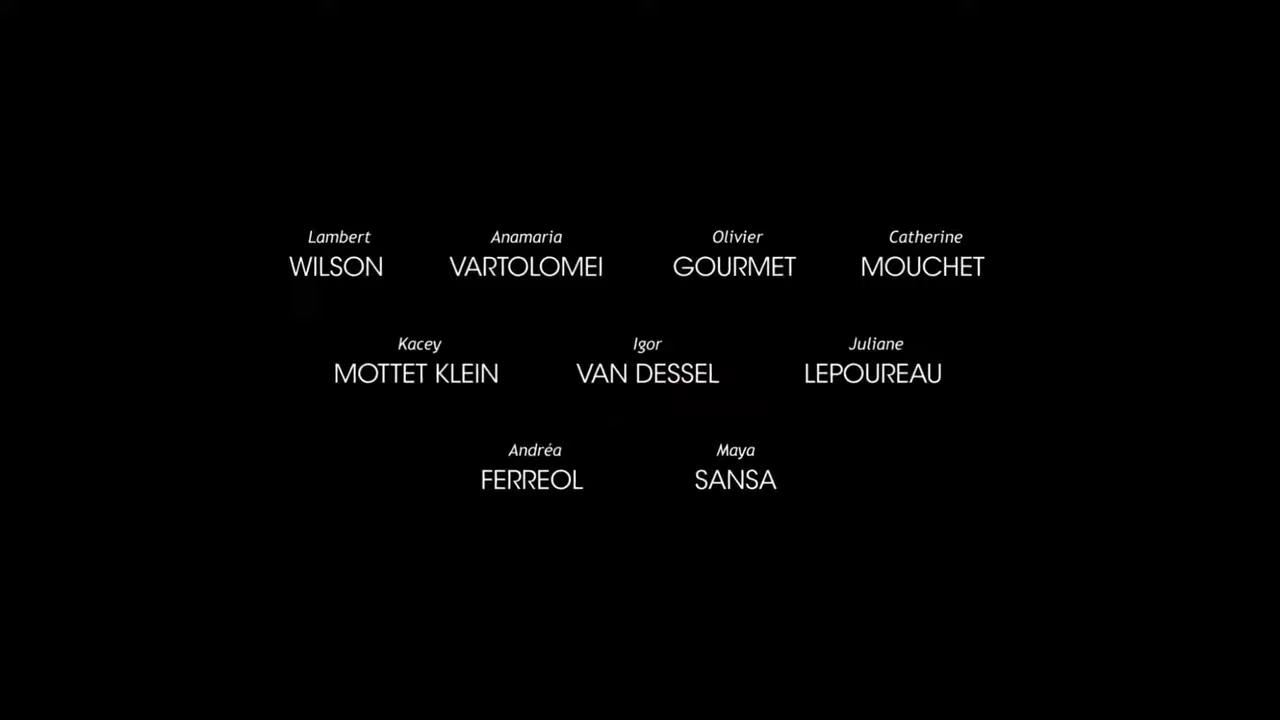 Lambert Anamaria Olivier Catherine
WILSON VARTOLOMEI GOURMET MOUCHET
Kacey Igor Juliane
MOTTET KLEIN VAN DESSEL LEPOUREAU
Andréa Maya
FERREOL SANSA